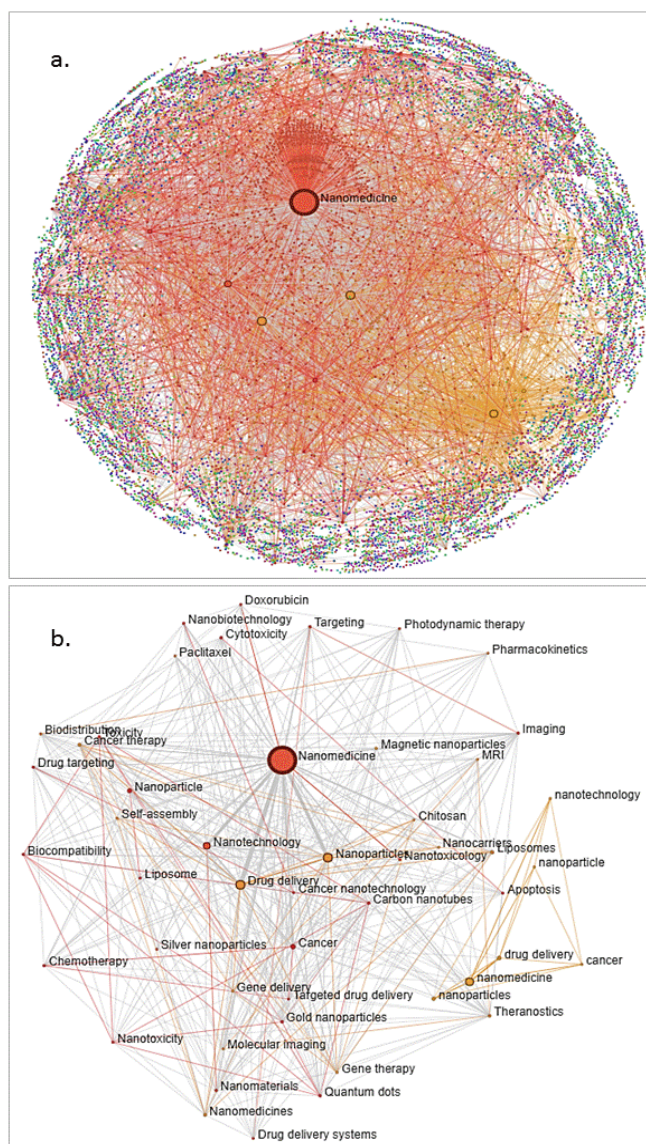 a.
Nanomedicine
b.
Doxorubicin
Nanobiotechnology
Cytotoxicity
Targeting
Photodynamic therapy
Paclitaxel
Pharmacokinetics
Biodistribution
Toxicity
Cancer therapy
Imaging
Magnetic nanoparticles
MRI
Nanomedicine
Drug targeting
Nanoparticle
nanotechnology
Self-assembly
Chitosan
Nanotechnology
Nanoparticles
Nanocarriers
Liposomes
Nanotoxicology
nanoparticle
Biocompatibility
Liposome
Drug delivery
Cancer nanotechnology
Carbon nanotubes
Apoptosis
Silver nanoparticles
Cancer
drug delivery
cancer
Chemotherapy
nanomedicine
Gene delivery
Targeted drug delivery
nanoparticles
Theranostics
Gold nanoparticles
Nanotoxicity
Molecular imaging
Gene therapy
Nanomaterials
Quantum dots
Nanomedicines
Drug delivery systems